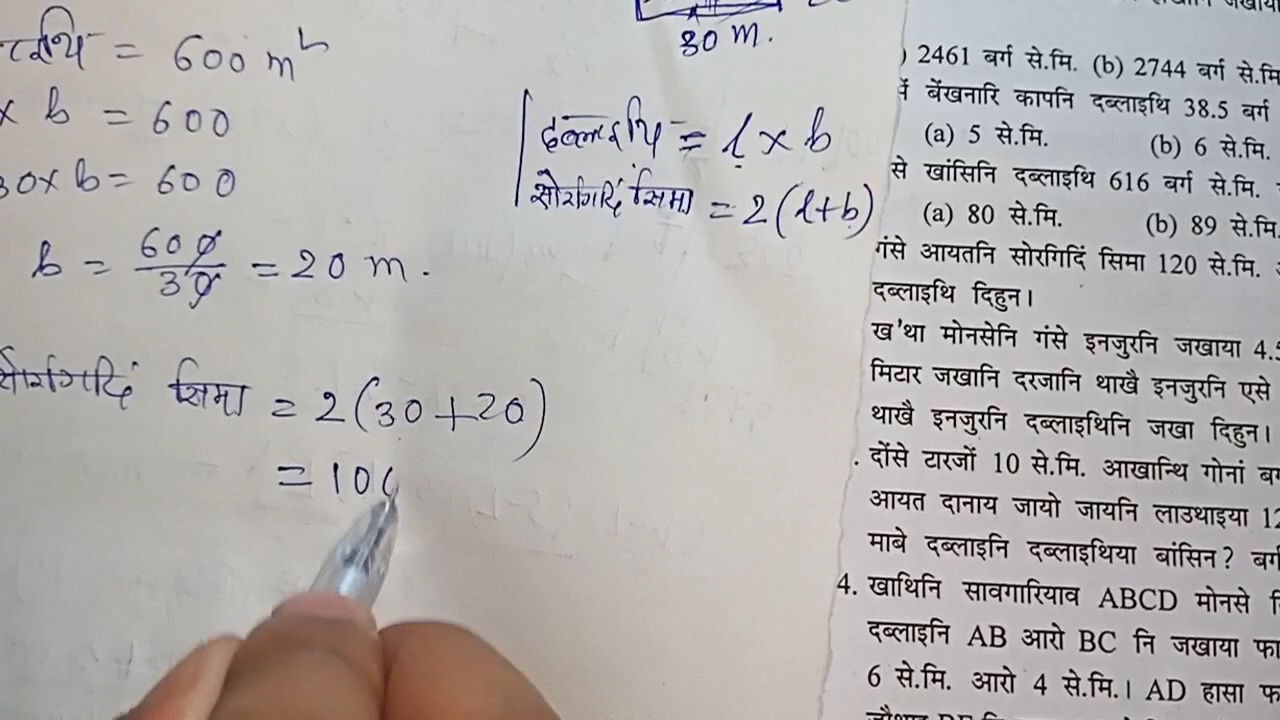 = 600 m²
x b = 600
30 x b = 600
b = 600/30 = 20 m.
सोरगिदिं सिमा = 2(30+20)
= 100
30 m.
दब्लाइथि = l x b
सोरगिदिं सिमा = 2(l+b)
) 2461 बर्ग से.मि. (b) 2744 बर्ग से.मि
बेंखनारि कापनि दब्लाइथि 38.5 बर्ग
(a) 5 से.मि. (b) 6 से.मि.
से खांसिनि दब्लाइथि 616 बर्ग से.मि.
(a) 80 से.मि. (b) 89 से.मि.
गंसे आयतनि सोरगिदिं सिमा 120 से.मि.
दब्लाइथि दिहुन।
ख'था मोनसेनि गंसे इनजुरनि जखाया 4.5
मिटार जखानि दरजानि थाखै इनजुरनि एसे
थाखै इनजुरनि दब्लाइथिनि जखा दिहुन।
. दोंसे टारजों 10 से.मि. आखान्थि गोनां
आयत दानाय जायो जायनि लाउथाइया 12
माबे दब्लाइनि दब्लाइथिया बांसिन? बर्ग
4. खाथिनि सावगारियाव ABCD मोनसे
दब्लाइनि AB आरो BC नि जखाया फा
6 से.मि. आरो 4 से.मि.। AD हासा फ